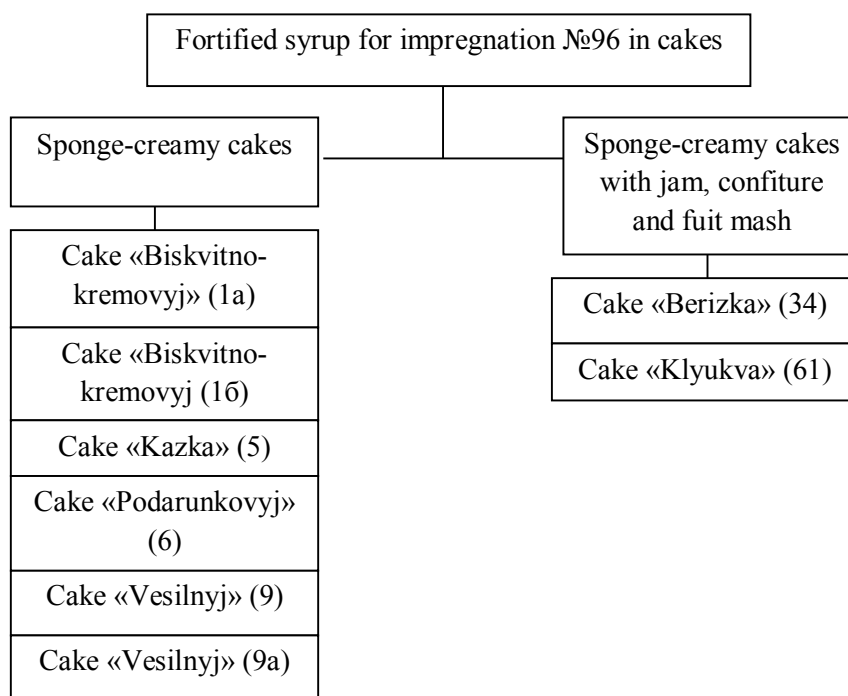 Fortified syrup for impregnation №96 in cakes
Sponge-creamy cakes
Cake «Biskvitno-
kremovyj» (1a)
Cake «Biskvitno-
kremovyj (1б)
Cake «Kazka» (5)
Cake «Podarunkovyj»
(6)
Cake «Vesilnyj» (9)
Cake «Vesilnyj» (9a)
Sponge-creamy cakes
with jam, confiture
and fuit mash
Cake «Berizka» (34)
Cake «Klyukva» (61)